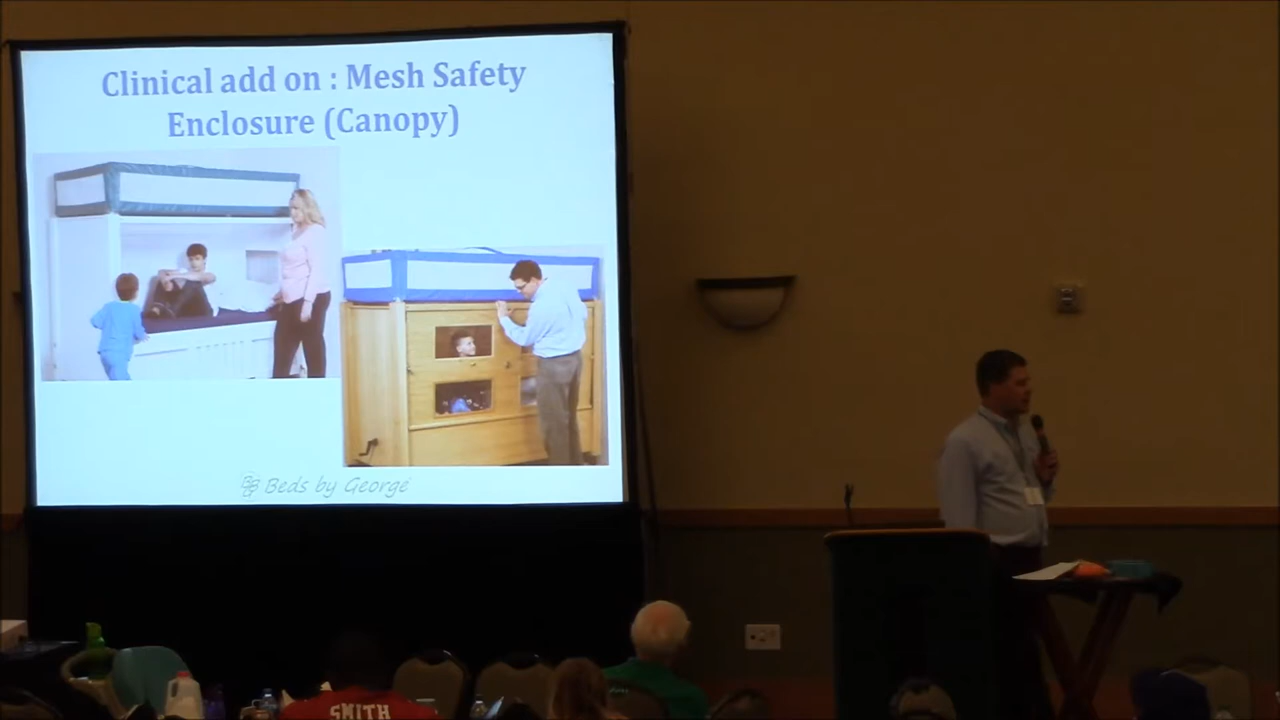 Clinical add on : Mesh Safety
Enclosure (Canopy)
Beds by George
SMITH